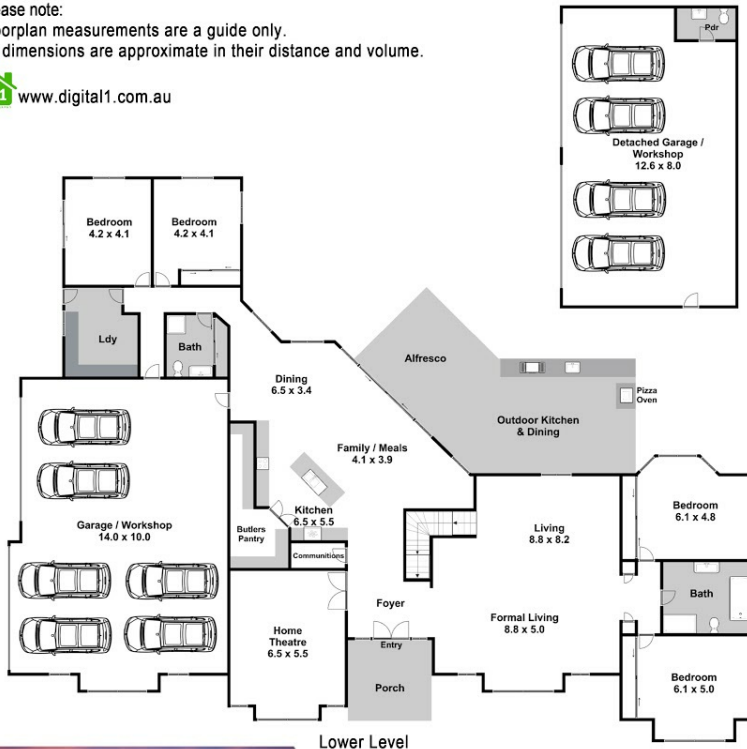 ease note:
oorplan measurements are a guide only.
dimensions are approximate in their distance and volume.
1 www.digital1.com.au
Pdr
Detached Garage /
Workshop
12.6 x 8.0
Bedroom
4.2 x 4.1
Bedroom
4.2 x 4.1
Ldy
Bath
Alfresco
Dining
6.5 x 3.4
Pizza
Oven
Outdoor Kitchen
& Dining
Family / Meals
4.1 x 3.9
Kitchen
6.5 x 5.5
Garage / Workshop
14.0 x 10.0
Butlers
Pantry
Communitions
Living
8.8 x 8.2
Bedroom
6.1 x 4.8
Bath
Foyer
Formal Living
8.8 x 5.0
Home
Theatre
6.5 x 5.5
Entry
Porch
Bedroom
6.1 x 5.0
Lower Level